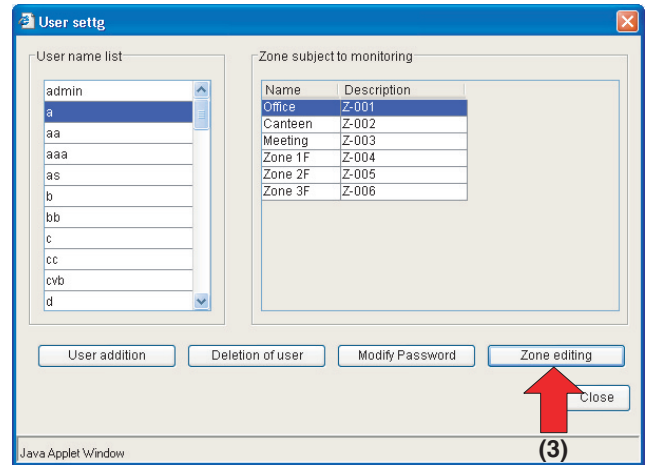 User settg
User name list
Zone subject to monitoring
admin
a
aa
aaa
as
b
bb
c
cc
cvb
d
Name Description
Office Z-001
Canteen Z-002
Meeting Z-003
Zone 1F Z-004
Zone 2F Z-005
Zone 3F Z-006
User addition Deletion of user Modify Password Zone editing
Close
(3)
Java Applet Window